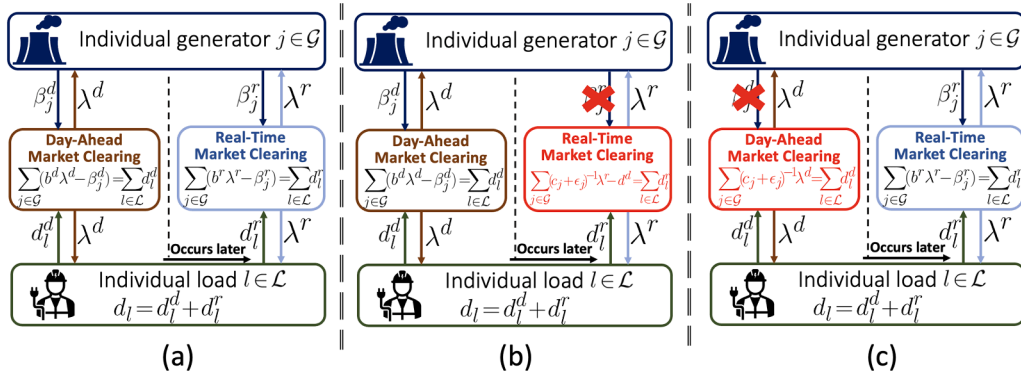 Individual generator j∈𝒢
β_j^d
λ^d
β_j^r
λ^r
Day-Ahead
Market Clearing
∑_{j∈𝒢}(b^d λ^d−β_j^d)=∑_{l∈ℒ}d_l^d
Real-Time
Market Clearing
∑_{j∈𝒢}(b^r λ^r−β_j^r)=∑_{l∈ℒ}d_l^r
d_l^d
λ^d
Occurs later
d_l^r
λ^r
Individual load l∈ℒ
d_l=d_l^d+d_l^r
(a)
Individual generator j∈𝒢
β_j^d
λ^d
λ^r
Day-Ahead
Market Clearing
∑_{j∈𝒢}(b^d λ^d−β_j^d)=∑_{l∈ℒ}d_l^d
Real-Time
Market Clearing
∑_{j∈𝒢}(c_j+ϵ_j)^{−1}λ^r−d^d=∑_{l∈ℒ}d_l^r
d_l^d
λ^d
Occurs later
d_l^r
λ^r
Individual load l∈ℒ
d_l=d_l^d+d_l^r
(b)
Individual generator j∈𝒢
λ^d
β_j^r
λ^r
Day-Ahead
Market Clearing
∑_{j∈𝒢}(c_j+ϵ_j)^{−1}λ^d=∑_{l∈ℒ}d_l^d
Real-Time
Market Clearing
∑_{j∈𝒢}(b^r λ^r−β_j^r)=∑_{l∈ℒ}d_l^r
d_l^d
λ^d
Occurs later
d_l^r
λ^r
Individual load l∈ℒ
d_l=d_l^d+d_l^r
(c)